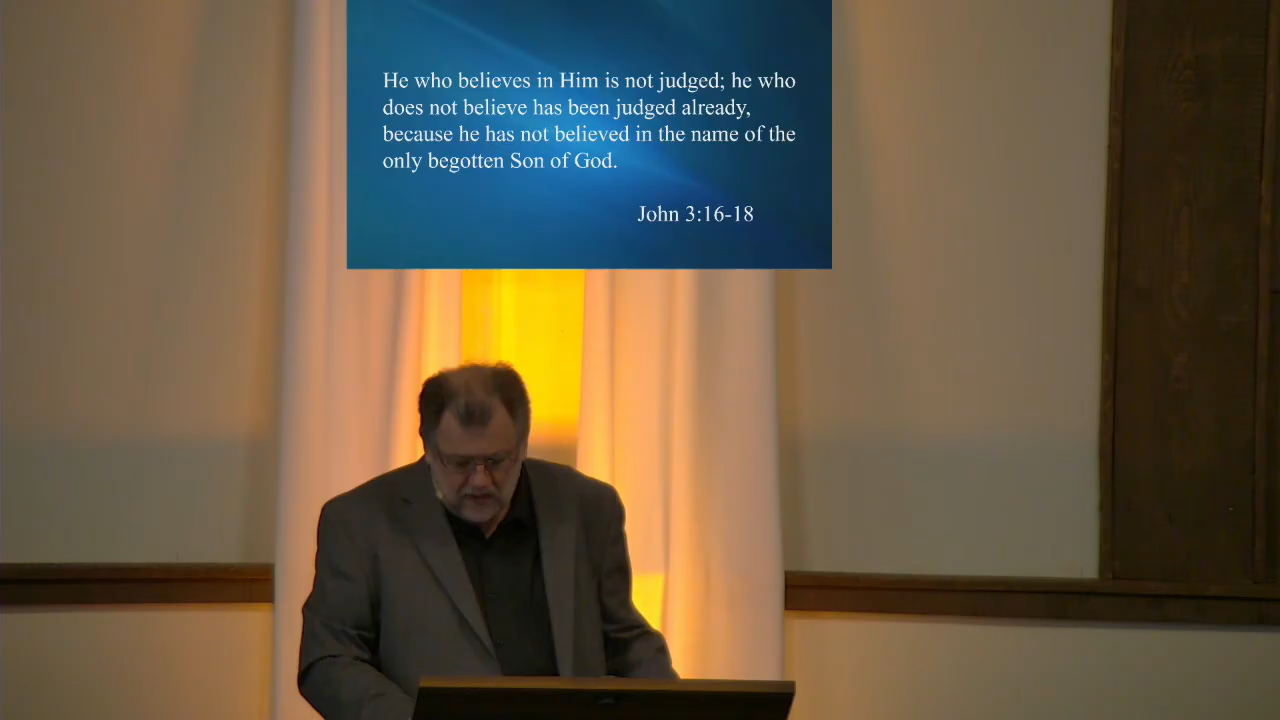 He who believes in Him is not judged; he who
does not believe has been judged already,
because he has not believed in the name of the
only begotten Son of God.
John 3:16-18